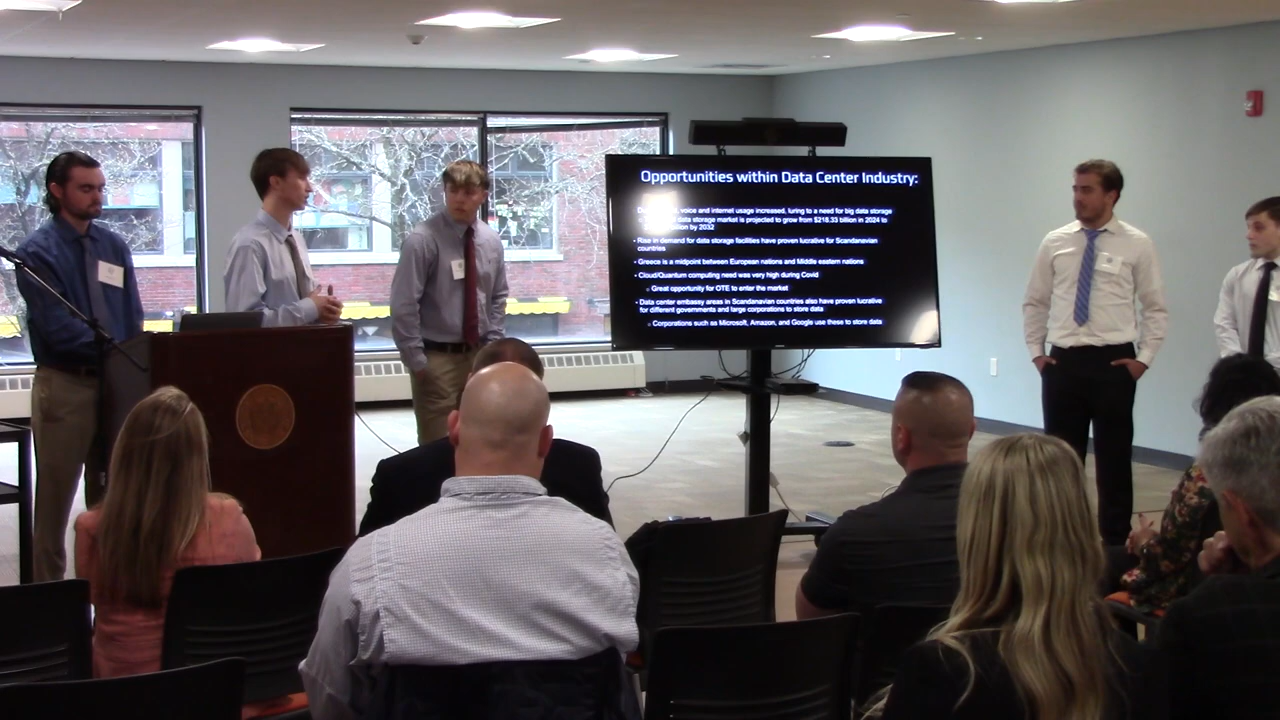 Opportunities within Data Center Industry:
voice and internet usage increased, luring to a need for big data storage
data storage market is projected to grow from $218.33 billion in 2024 to
by 2032
• Rise in demand for data storage facilities have proven lucrative for Scandanavian
countries
• Greece is a midpoint between European nations and Middle eastern nations
• Cloud/Quantum computing need was very high during Covid
○ Great opportunity for OTE to enter the market
• Data center embassy areas in Scandanavian countries also have proven lucrative
for different governments and large corporations to store data
○ Corporations such as Microsoft, Amazon, and Google use these to store data